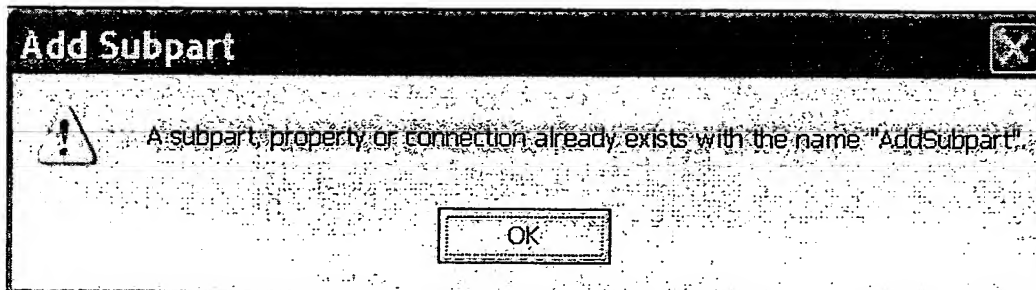 Add Subpart
A subpart, property or connection already exists with the name "AddSubpart".
OK